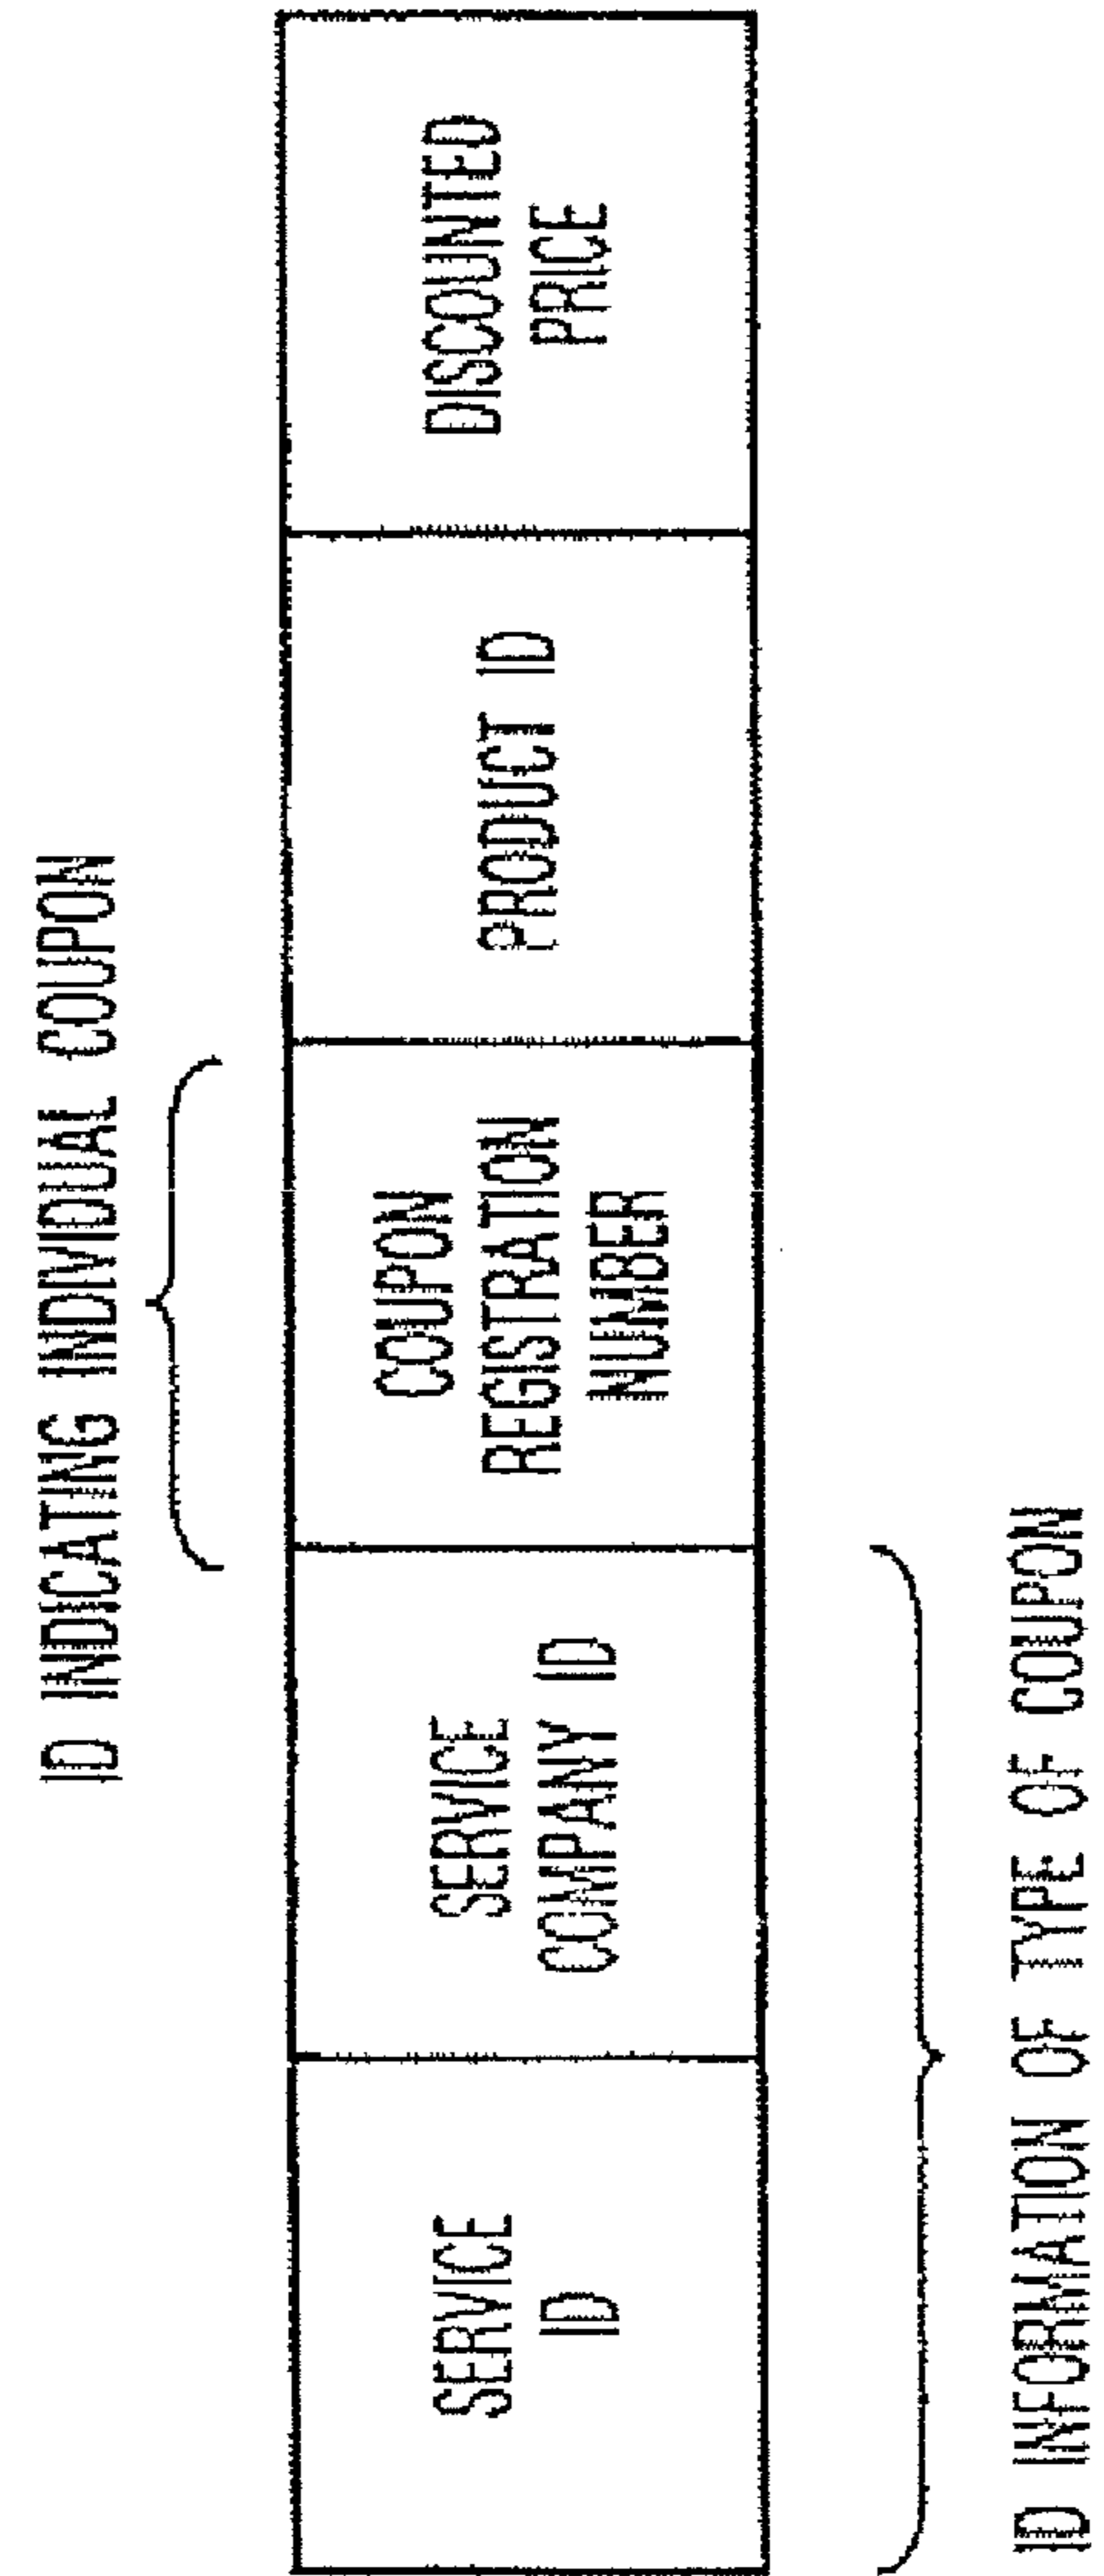 ID INDICATING INDIVIDUAL COUPON
SERVICE
ID
SERVICE
COMPANY ID
COUPON
REGISTRATION
NUMBER
PRODUCT ID
DISCOUNTED
PRICE
ID INFORMATION OF TYPE OF COUPON